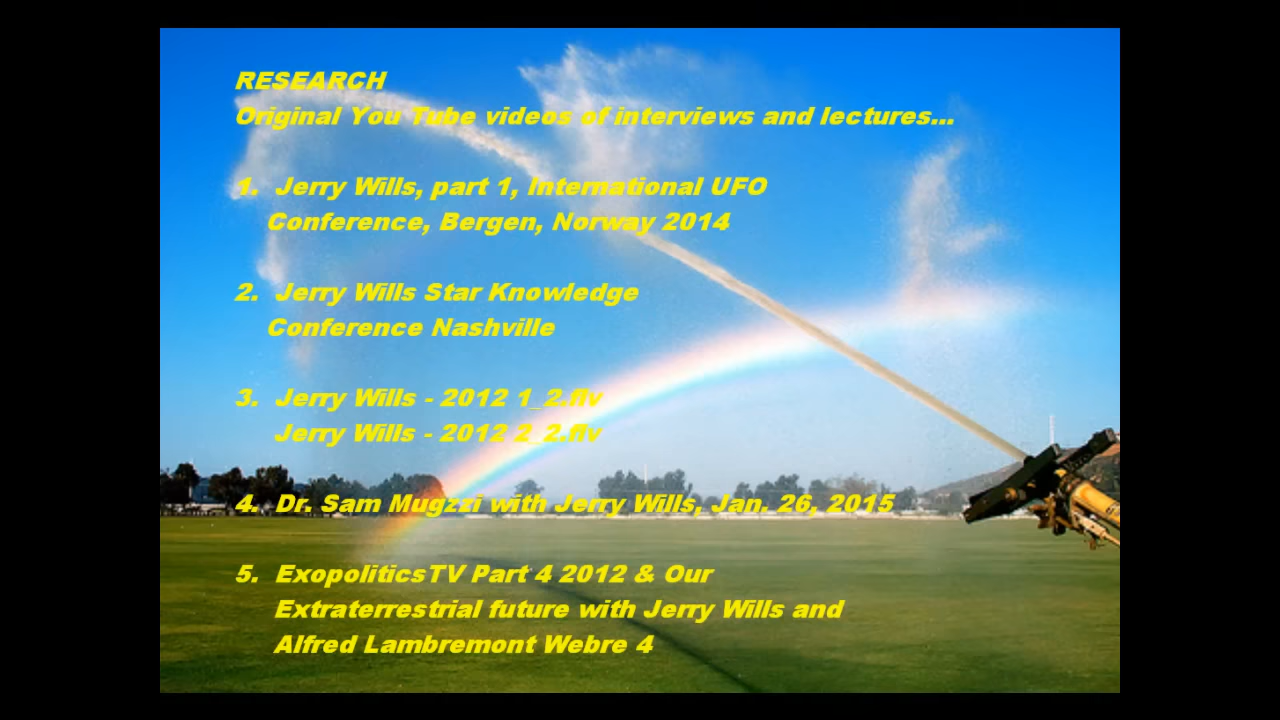 RESEARCH
Original You Tube videos of interviews and lectures...
1. Jerry Wills, part 1, International UFO
Conference, Bergen, Norway 2014
2. Jerry Wills Star Knowledge
Conference Nashville
3. Jerry Wills - 2012 1_2.flv
Jerry Wills - 2012 2_2.flv
4. Dr. Sam Mugzzi with Jerry Wills, Jan. 26, 2015
5. ExopoliticsTV Part 4 2012 & Our
Extraterrestrial future with Jerry Wills and
Alfred Lambremont Webre 4